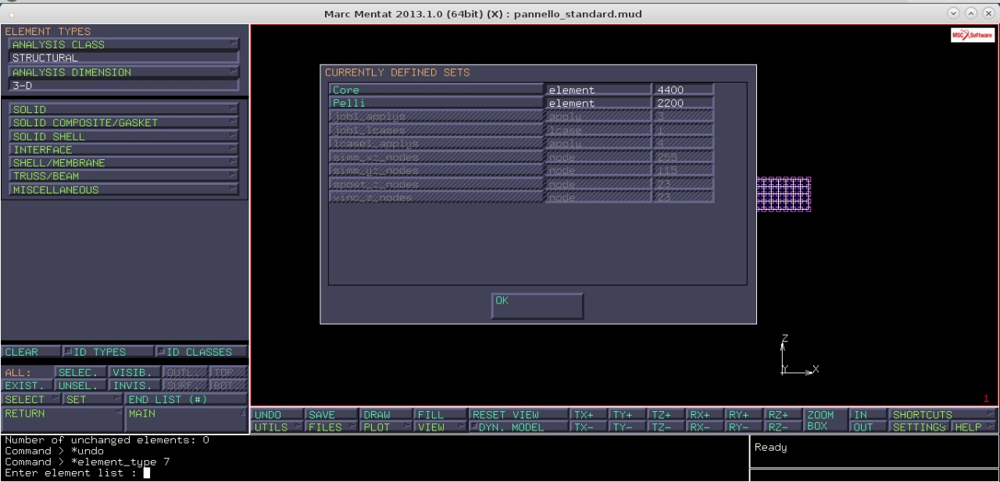 Marc Mentat 2013.1.0 (64bit) (X) : pannello_standard.mud
ELEMENT TYPES
ANALYSIS CLASS
STRUCTURAL
ANALYSIS DIMENSION
3-D
SOLID
SOLID COMPOSITE/GASKET
SOLID SHELL
INTERFACE
SHELL/MEMBRANE
TRUSS/BEAM
MISCELLANEOUS
CLEAR ID TYPES ID CLASSES
ALL: SELEC. VISIB. OUTL. TOP
EXIST. UNSEL. INVIS. SURF. BOT.
SELECT SET END LIST (#)
RETURN MAIN
MSC Software
CURRENTLY DEFINED SETS
Core element 4400
Pelli element 2200
job1_applys apply 3
job1_lcases lcase 1
lcase1_applys apply 4
simm_xz_nodes node 255
simm_yz_nodes node 115
spost_z_nodes node 23
vinc_z_nodes node 23
OK
Z
Y X
1
UNDO SAVE DRAW FILL RESET VIEW TX+ TY+ TZ+ RX+ RY+ RZ+ ZOOM IN SHORTCUTS
UTILS FILES PLOT VIEW DYN. MODEL TX- TY- TZ- RX- RY- RZ- BOX OUT SETTINGS HELP
Number of unchanged elements: 0
Command > *undo
Command > *element_type 7
Enter element list :
Ready